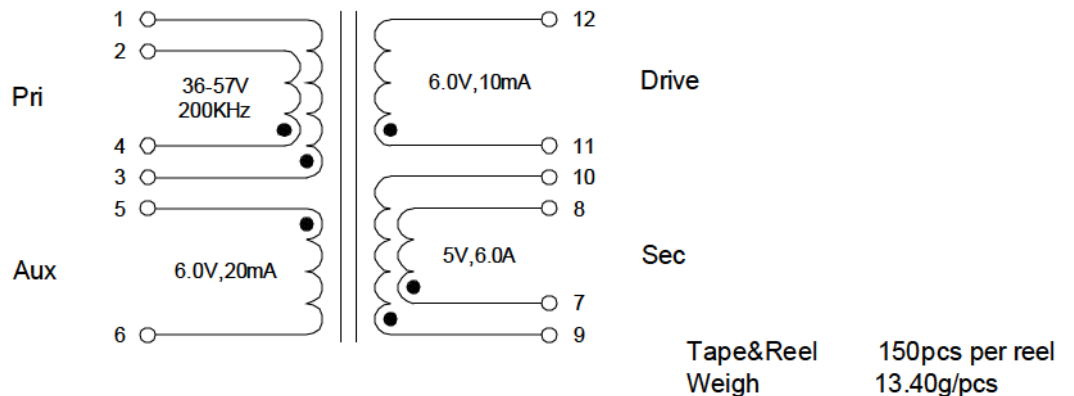 1
12
2
Pri
36-57V
200KHz
6.0V,10mA
Drive
4
11
3
10
5
8
Aux
6.0V,20mA
5V,6.0A
Sec
7
6
9
Tape&Reel 150pcs per reel
Weigh 13.40g/pcs